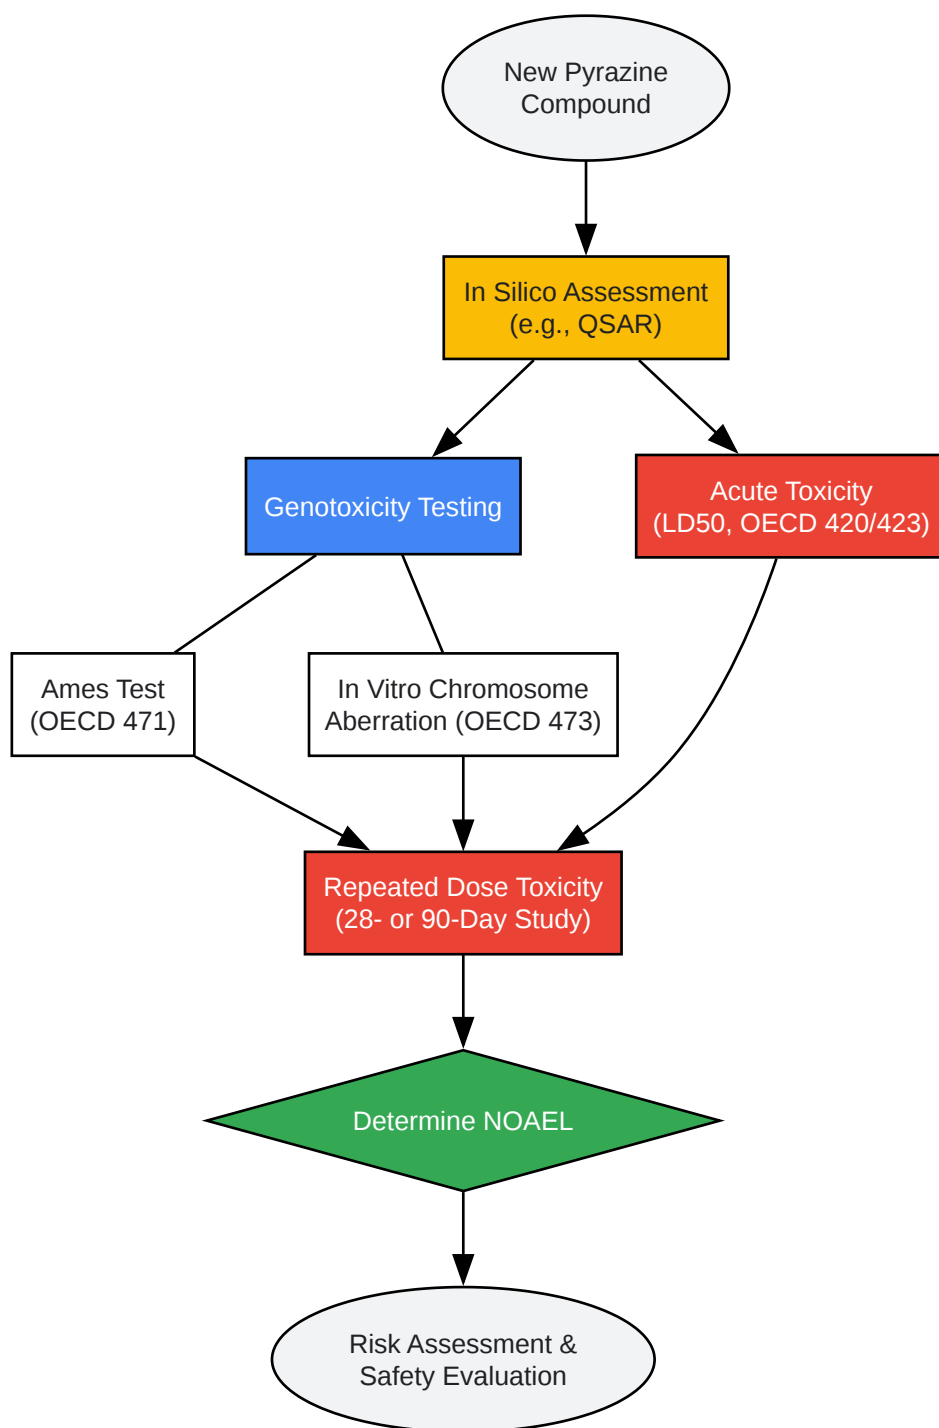 New Pyrazine
Compound
In Silico Assessment
(e.g., QSAR)
Genotoxicity Testing
Acute Toxicity
(LD50, OECD 420/423)
Ames Test
(OECD 471)
In Vitro Chromosome
Aberration (OECD 473)
Repeated Dose Toxicity
(28- or 90-Day Study)
Determine NOAEL
Risk Assessment &
Safety Evaluation